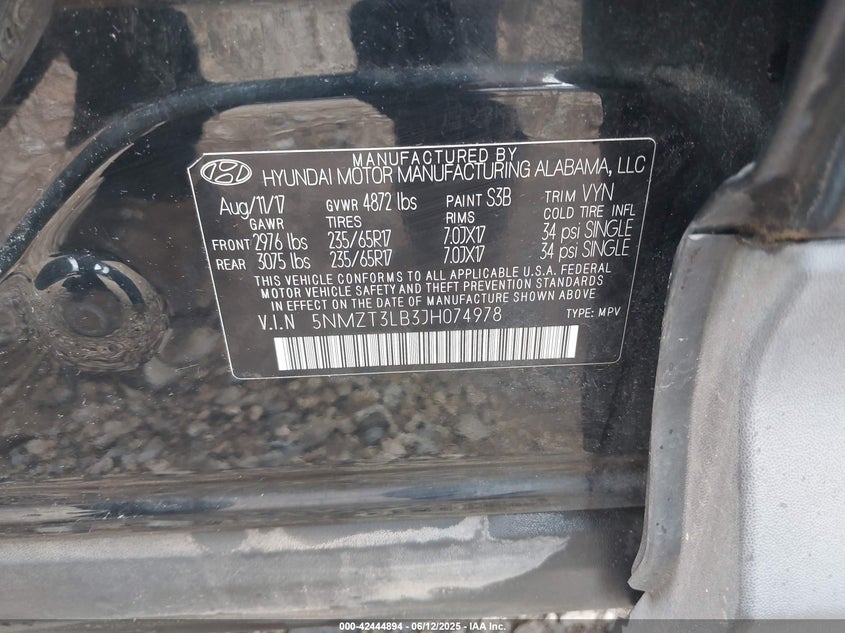 MANUFACTURED BY
HYUNDAI MOTOR MANUFACTURING ALABAMA, LLC
Aug/11/17 GVWR 4872 lbs PAINT S3B TRIM VYN
GAWR TIRES RIMS COLD TIRE INFL
FRONT 2976 lbs 235/65R17 7.0JX17 34 psi SINGLE
REAR 3075 lbs 235/65R17 7.0JX17 34 psi SINGLE
THIS VEHICLE CONFORMS TO ALL APPLICABLE U.S.A. FEDERAL
MOTOR VEHICLE SAFETY AND THEFT PREVENTION STANDARDS
IN EFFECT ON THE DATE OF MANUFACTURE SHOWN ABOVE
V.I.N 5NMZT3LB3JH074978 TYPE: MPV
000-42444894 - 06/12/2025 - IAA Inc.